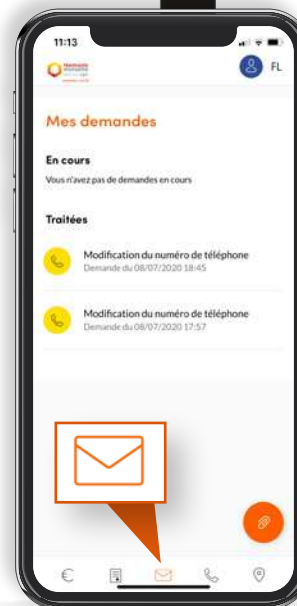 11:13
harmonie
mutuelle
FL
Mes demandes
En cours
Vous n'avez pas de demandes en cours
Traitées
Modification du numéro de téléphone
Demande du 08/07/2020 18:45
Modification du numéro de téléphone
Demande du 08/07/2020 17:57
€